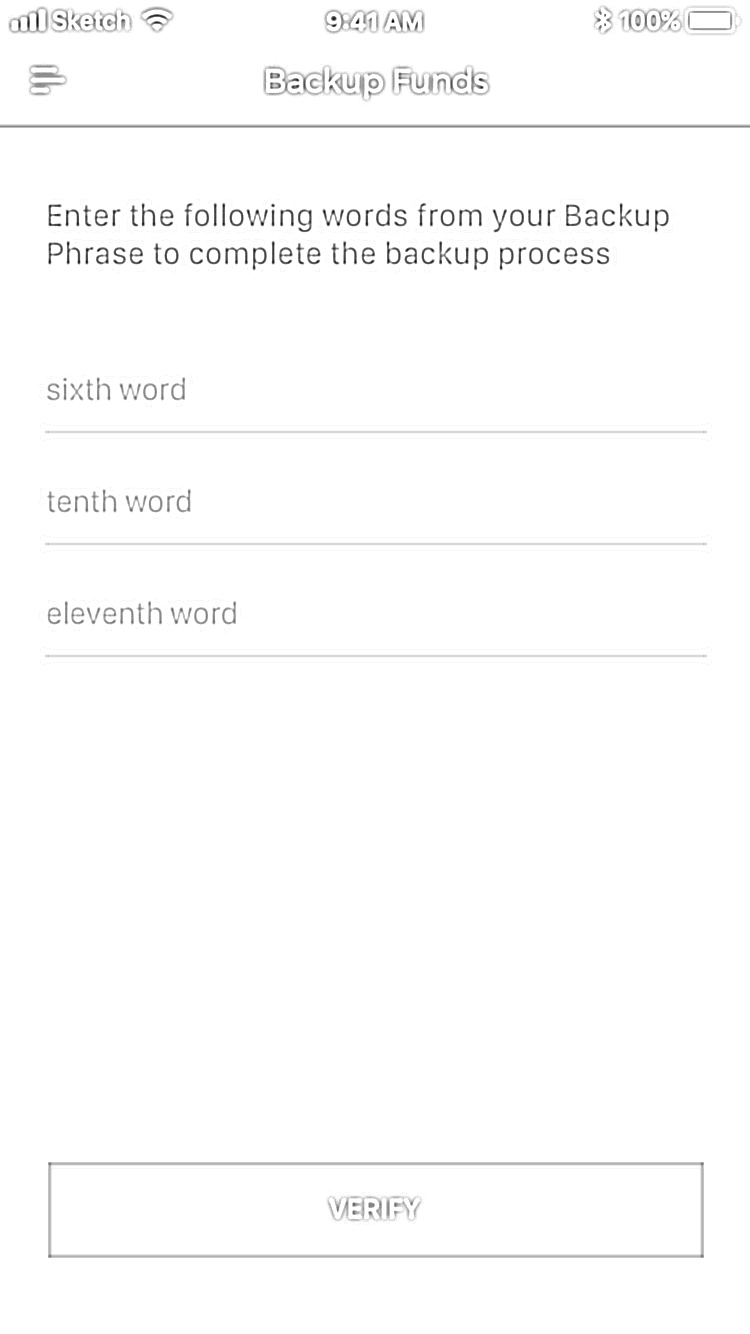 Sketch 9:41 AM 100%
Backup Funds
Enter the following words from your Backup
Phrase to complete the backup process
sixth word
tenth word
eleventh word
VERIFY